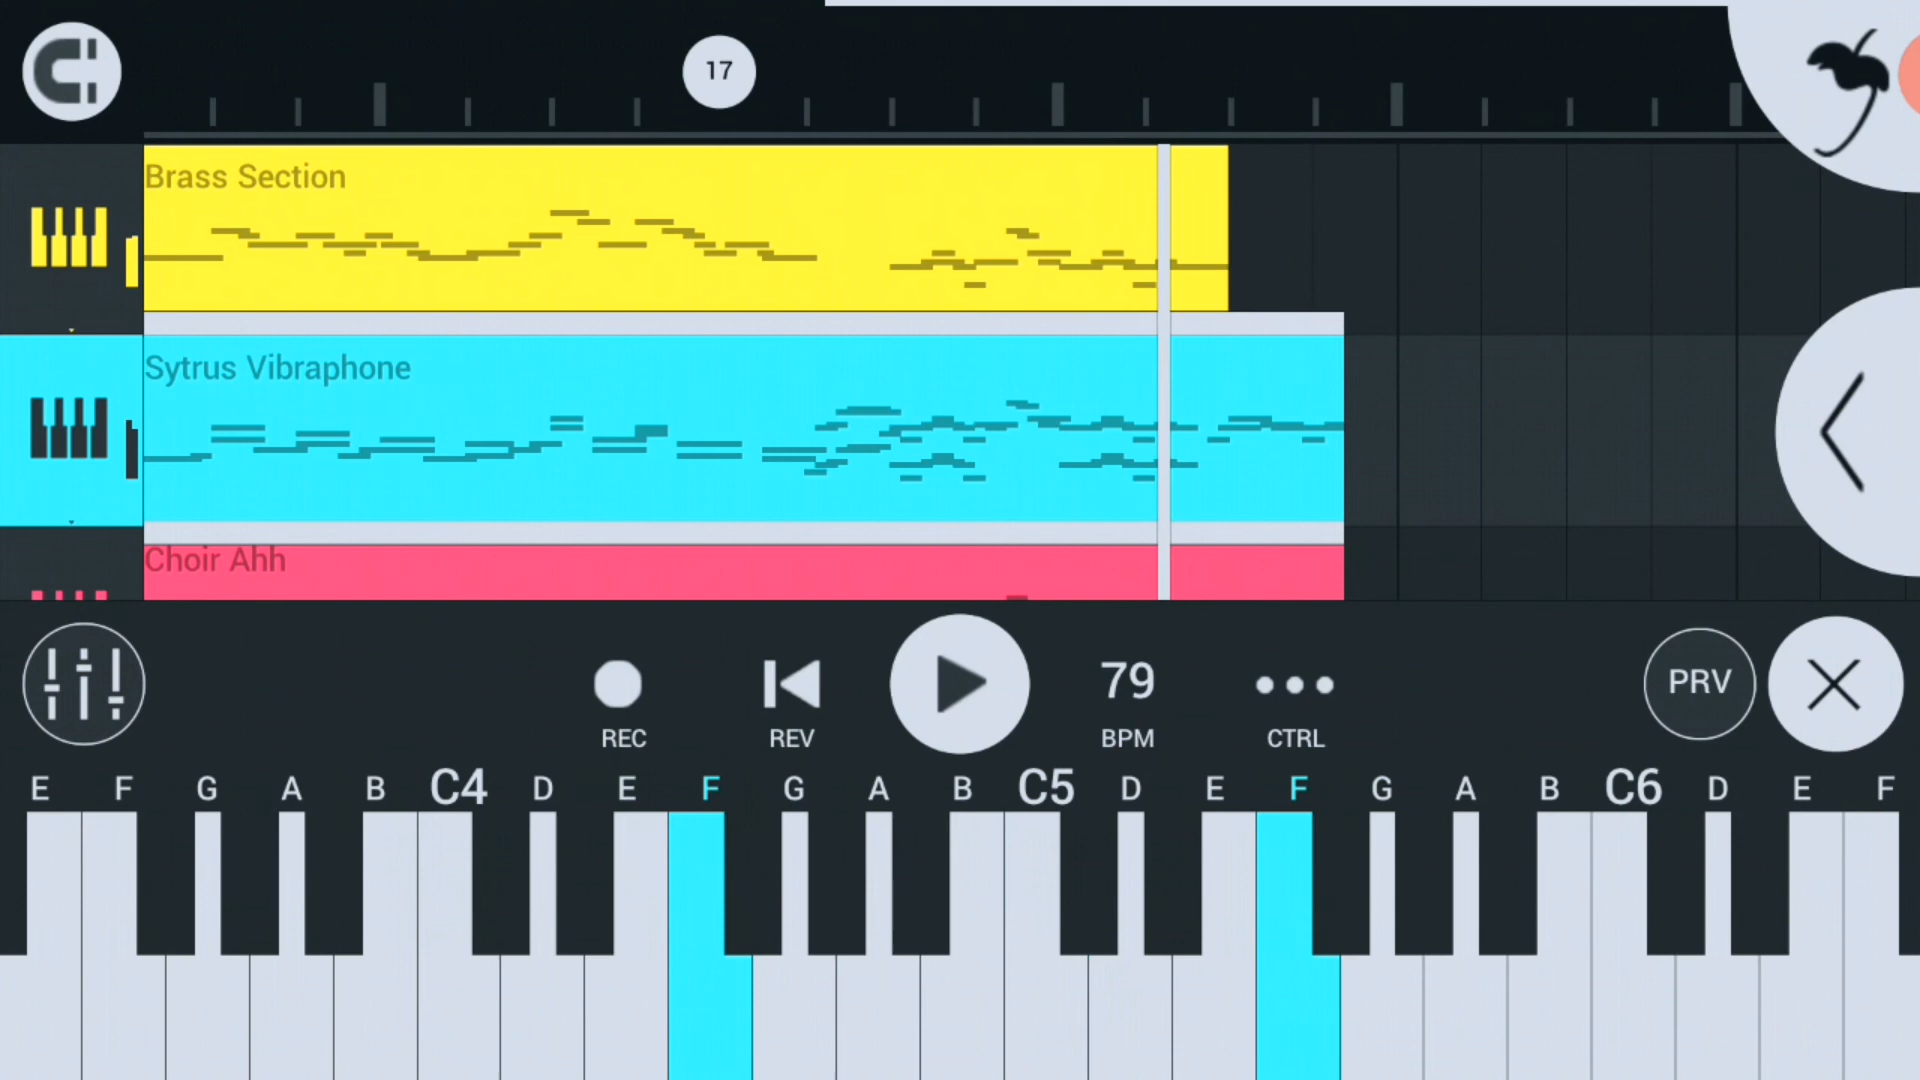 17
Brass Section
Sytrus Vibraphone
Choir Ahh
79
PRV
REC
REV
BPM
CTRL
E F G A B C4 D E F G A B C5 D E F G A B C6 D E F